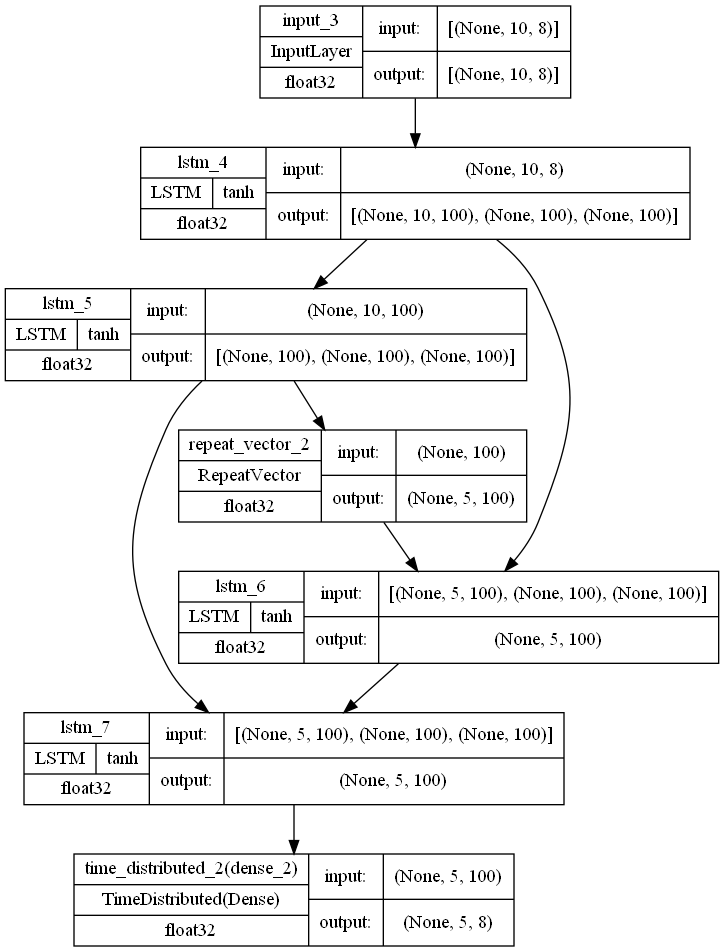 input_3
InputLayer
float32
input:
[(None, 10, 8)]
output:
[(None, 10, 8)]
lstm_4
LSTM
tanh
float32
input:
(None, 10, 8)
output:
[(None, 10, 100), (None, 100), (None, 100)]
lstm_5
LSTM
tanh
float32
input:
(None, 10, 100)
output:
[(None, 100), (None, 100), (None, 100)]
repeat_vector_2
RepeatVector
float32
input:
(None, 100)
output:
(None, 5, 100)
lstm_6
LSTM
tanh
float32
input:
[(None, 5, 100), (None, 100), (None, 100)]
output:
(None, 5, 100)
lstm_7
LSTM
tanh
float32
input:
[(None, 5, 100), (None, 100), (None, 100)]
output:
(None, 5, 100)
time_distributed_2(dense_2)
TimeDistributed(Dense)
float32
input:
(None, 5, 100)
output:
(None, 5, 8)